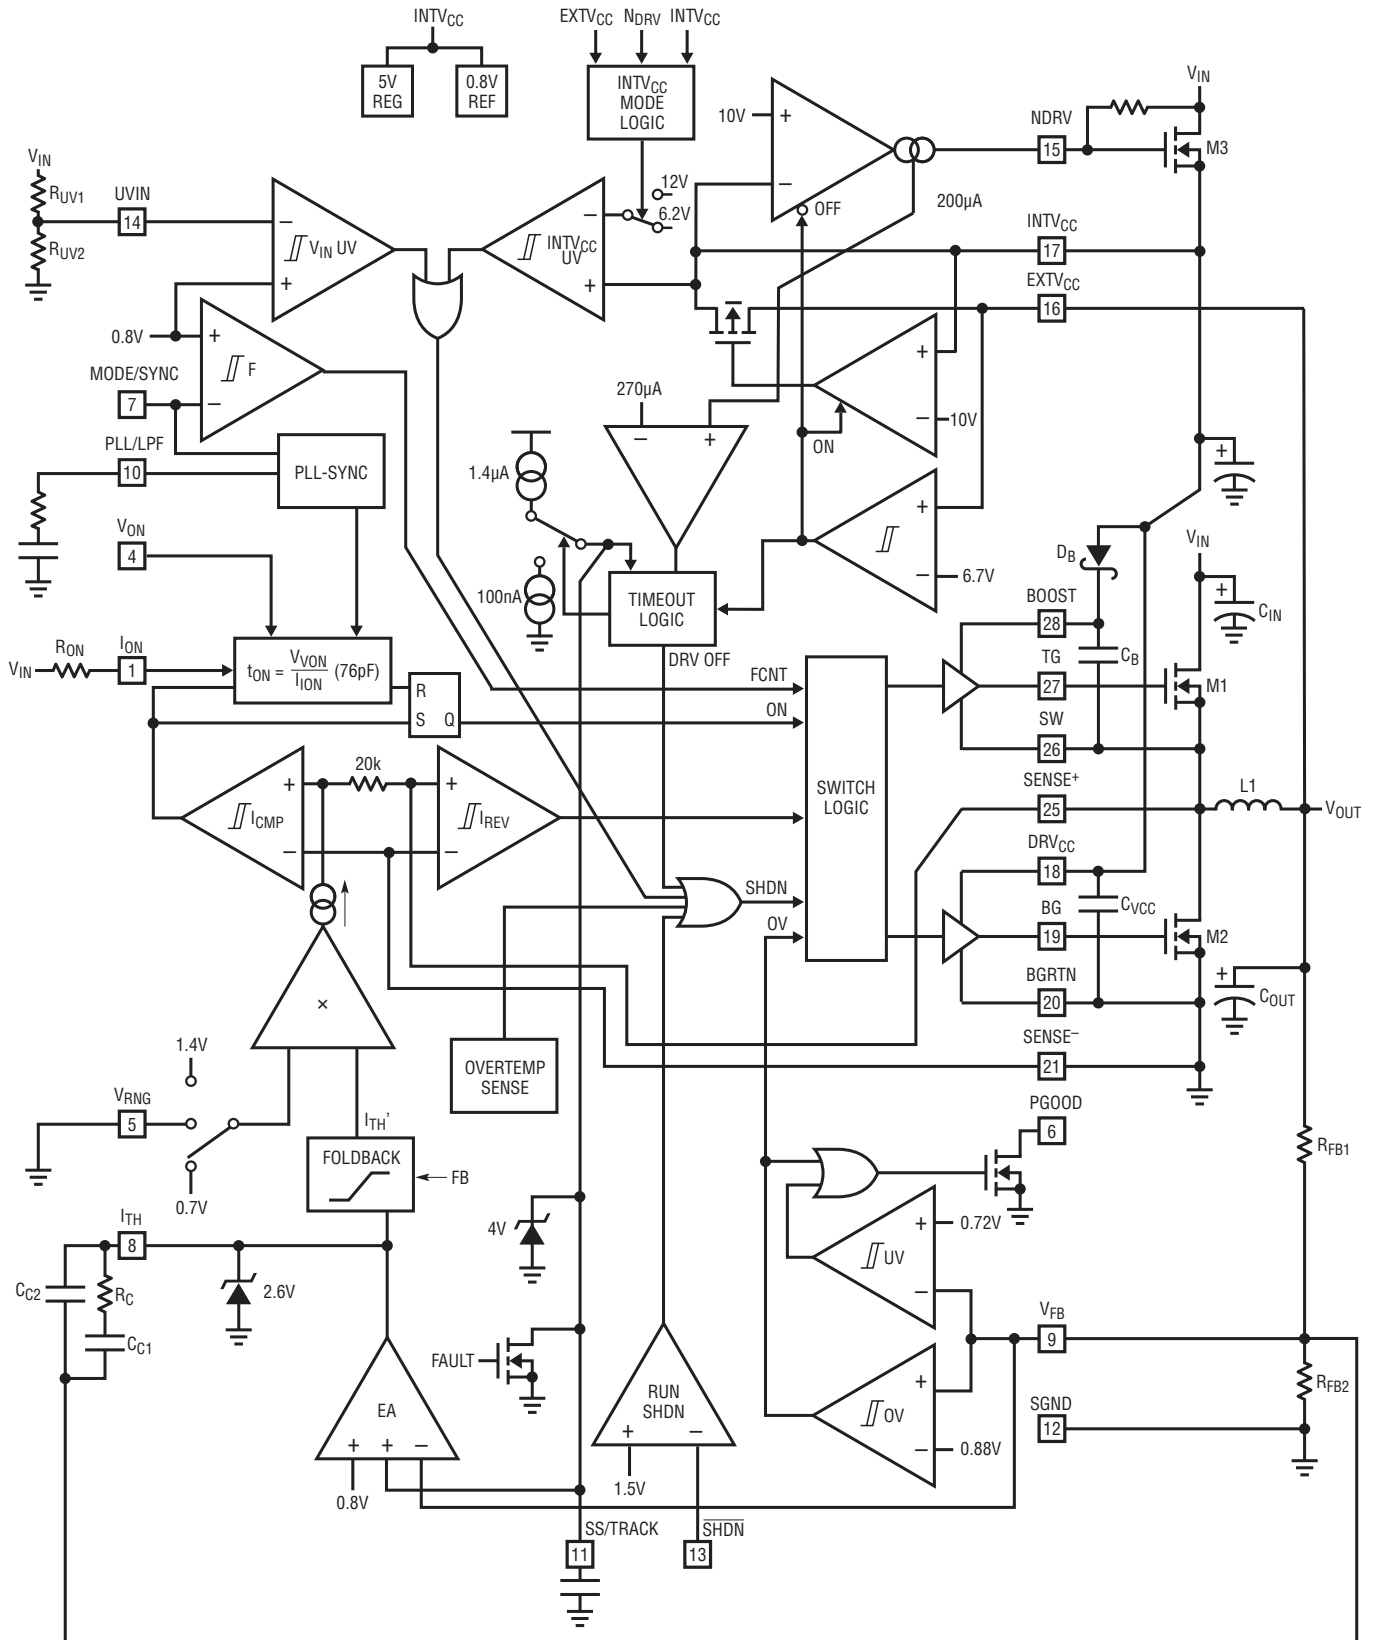 INTVCC
5V
REG
0.8V
REF
EXTVCC NDRV INTVCC
INTVCC
MODE
LOGIC
12V
6.2V
10V
+
−
OFF
200µA
NDRV
15
VIN
M3
VIN
RUV1
RUV2
UVIN
14
−
VIN UV
+
−
INTVCC
UV
+
INTVCC
17
EXTVCC
16
0.8V
+
F
−
MODE/SYNC
7
PLL/LPF
10
PLL-SYNC
VON
4
270µA
−
+
+
−
10V
ON
+
−
6.7V
1.4µA
100nA
TIMEOUT
LOGIC
DRV OFF
+
DB
VIN
+
CIN
BOOST
28
CB
TG
27
M1
SW
26
SENSE+
25
L1
VOUT
VIN
RON
ION
1
tON = VVON / IION (76pF)
R
S Q
FCNT
ON
SWITCH
LOGIC
SHDN
OV
20k
+
ICMP
−
+
IREV
−
DRVCC
18
CVCC
BG
19
M2
BGRTN
20
+
COUT
SENSE−
21
×
OVERTEMP
SENSE
1.4V
VRNG
5
0.7V
ITH'
FOLDBACK
FB
PGOOD
6
RFB1
4V
+
0.72V
UV
−
ITH
8
CC2
RC
CC1
2.6V
VFB
9
FAULT
RUN
SHDN
+
−
1.5V
+
OV
−
0.88V
RFB2
SGND
12
EA
+
+
−
0.8V
SS/TRACK
11
SHDN
13